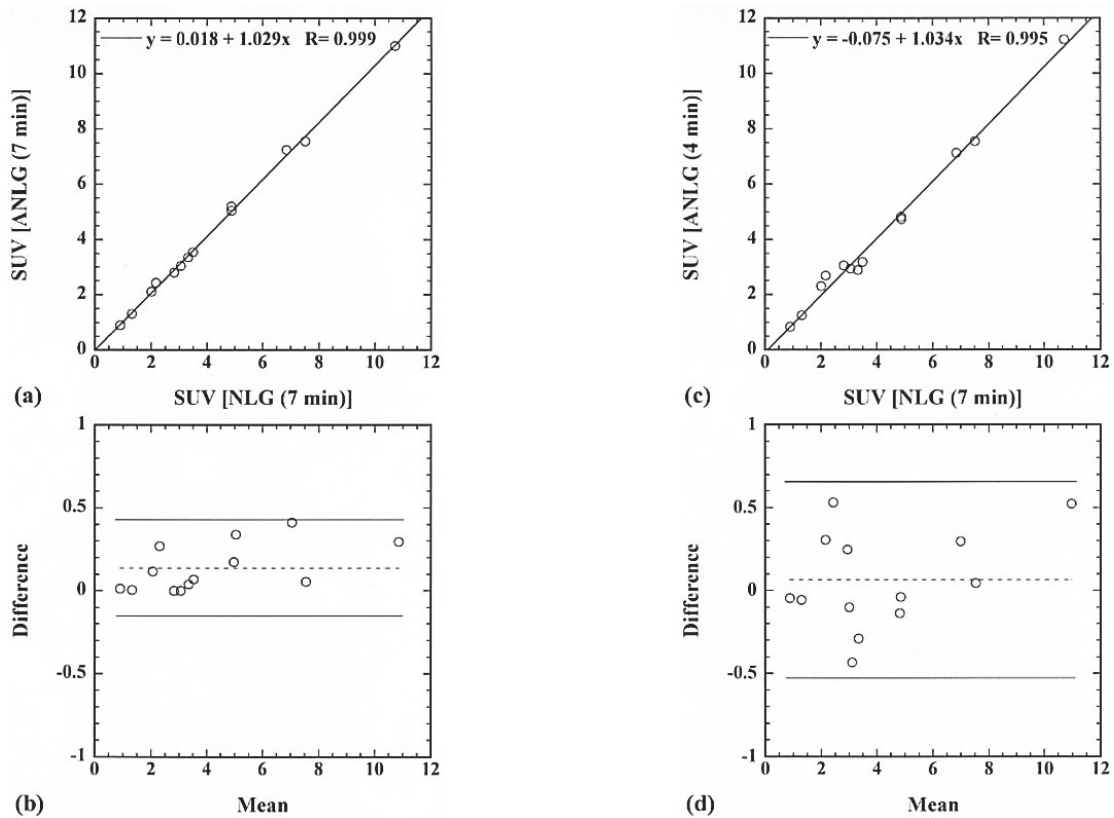 y = 0.018 + 1.029x R= 0.999
12
10
8
6
4
2
0
SUV [ANLG (7 min)]
0 2 4 6 8 10 12
(a)
SUV [NLG (7 min)]
1
0.5
0
-0.5
-1
Difference
0 2 4 6 8 10 12
(b)
Mean
y = -0.075 + 1.034x R= 0.995
12
10
8
6
4
2
0
SUV [ANLG (4 min)]
0 2 4 6 8 10 12
(c)
SUV [NLG (7 min)]
1
0.5
0
-0.5
-1
Difference
0 2 4 6 8 10 12
(d)
Mean